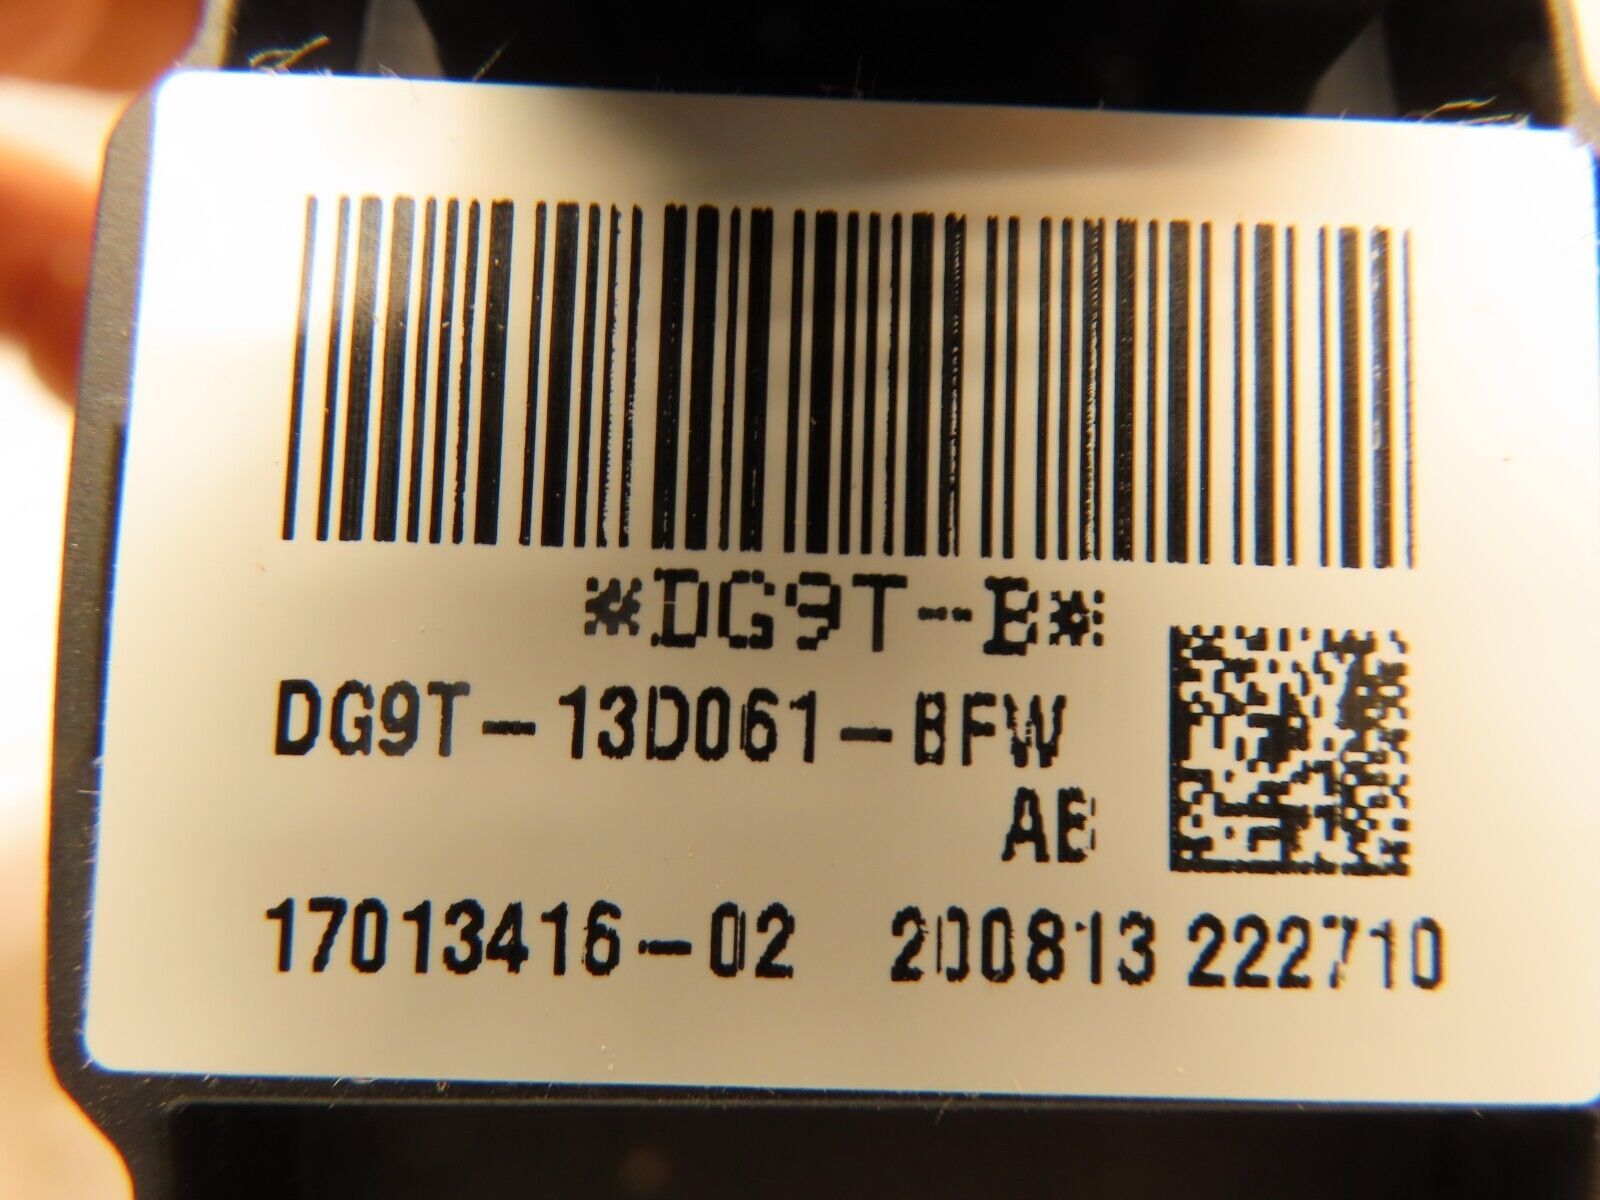 *DG9T-B*
DG9T-13D061-BFW
AB
17013416-02 200813 222710